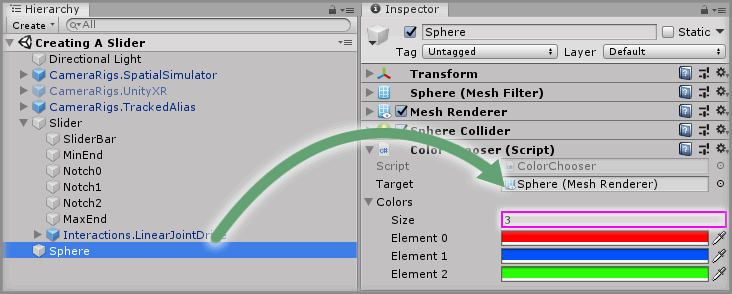 Hierarchy
Create
All
Creating A Slider
Directional Light
CameraRigs.SpatialSimulator
CameraRigs.UnityXR
CameraRigs.TrackedAlias
Slider
SliderBar
MinEnd
Notch0
Notch1
Notch2
MaxEnd
Interactions.LinearJointDrive
Sphere
Inspector
Sphere
Static
Tag Untagged Layer Default
Transform
Sphere (Mesh Filter)
Mesh Renderer
Sphere Collider
Color Chooser (Script)
Script ColorChooser
Target Sphere (Mesh Renderer)
Colors
Size 3
Element 0
Element 1
Element 2